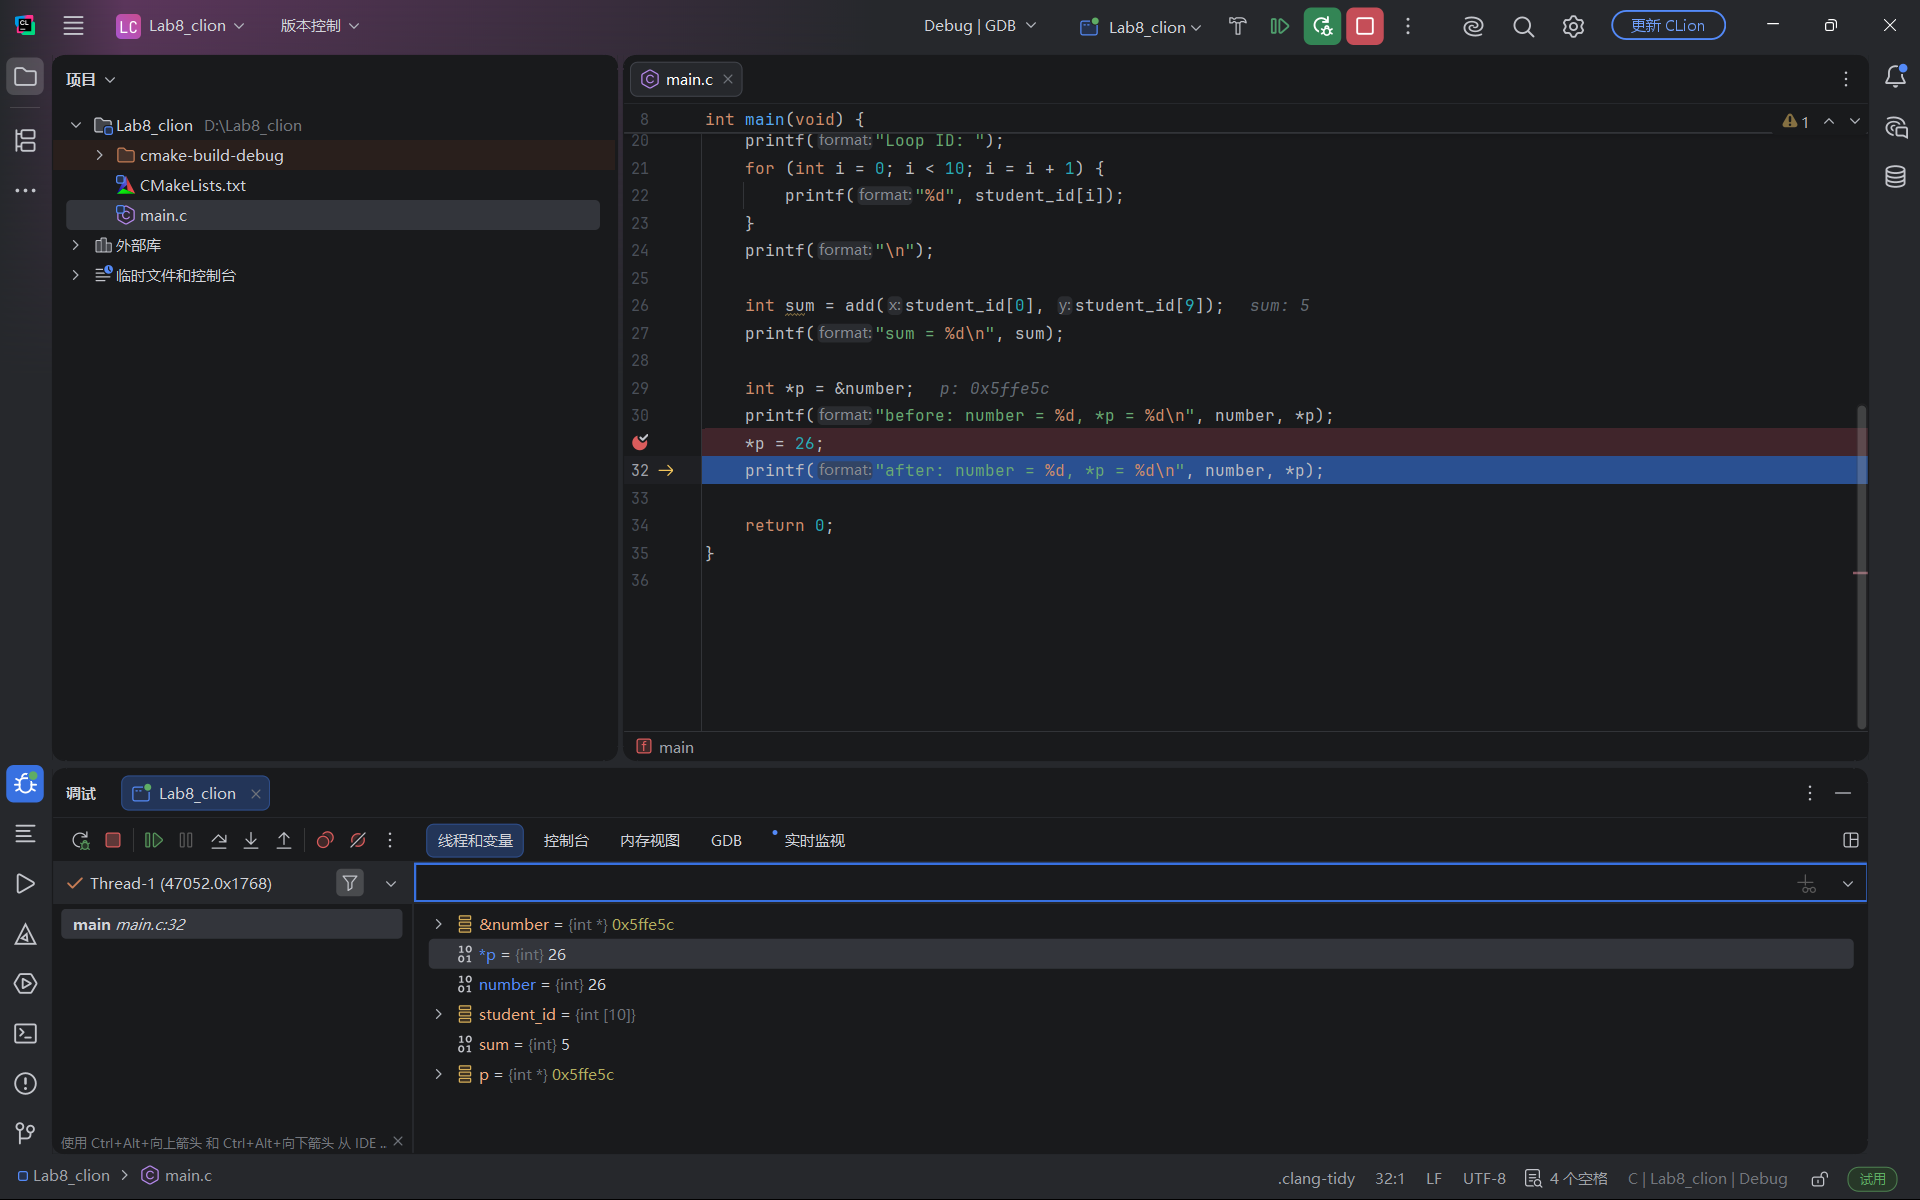 LC Lab8_clion 版本控制 Debug | GDB Lab8_clion 更新 CLion
项目
Lab8_clion D:\Lab8_clion
cmake-build-debug
CMakeLists.txt
main.c
外部库
临时文件和控制台
main.c
8 int main(void) {
1
20 printf(format:"Loop ID: ");
21 for (int i = 0; i < 10; i = i + 1) {
22 printf(format:"%d", student_id[i]);
23 }
24 printf(format:"\n");
25
26 int sum = add(x:student_id[0], y:student_id[9]); sum: 5
27 printf(format:"sum = %d\n", sum);
28
29 int *p = &number; p: 0x5ffe5c
30 printf(format:"before: number = %d, *p = %d\n", number, *p);
*p = 26;
32 printf(format:"after: number = %d, *p = %d\n", number, *p);
33
34 return 0;
35 }
36
f main
调试 Lab8_clion
线程和变量 控制台 内存视图 GDB 实时监视
Thread-1 (47052.0x1768)
main main.c:32
&number = {int *} 0x5ffe5c
*p = {int} 26
number = {int} 26
student_id = {int [10]}
sum = {int} 5
p = {int *} 0x5ffe5c
使用 Ctrl+Alt+向上箭头 和 Ctrl+Alt+向下箭头 从 IDE ..
Lab8_clion main.c .clang-tidy 32:1 LF UTF-8 4 个空格 C | Lab8_clion | Debug 试用